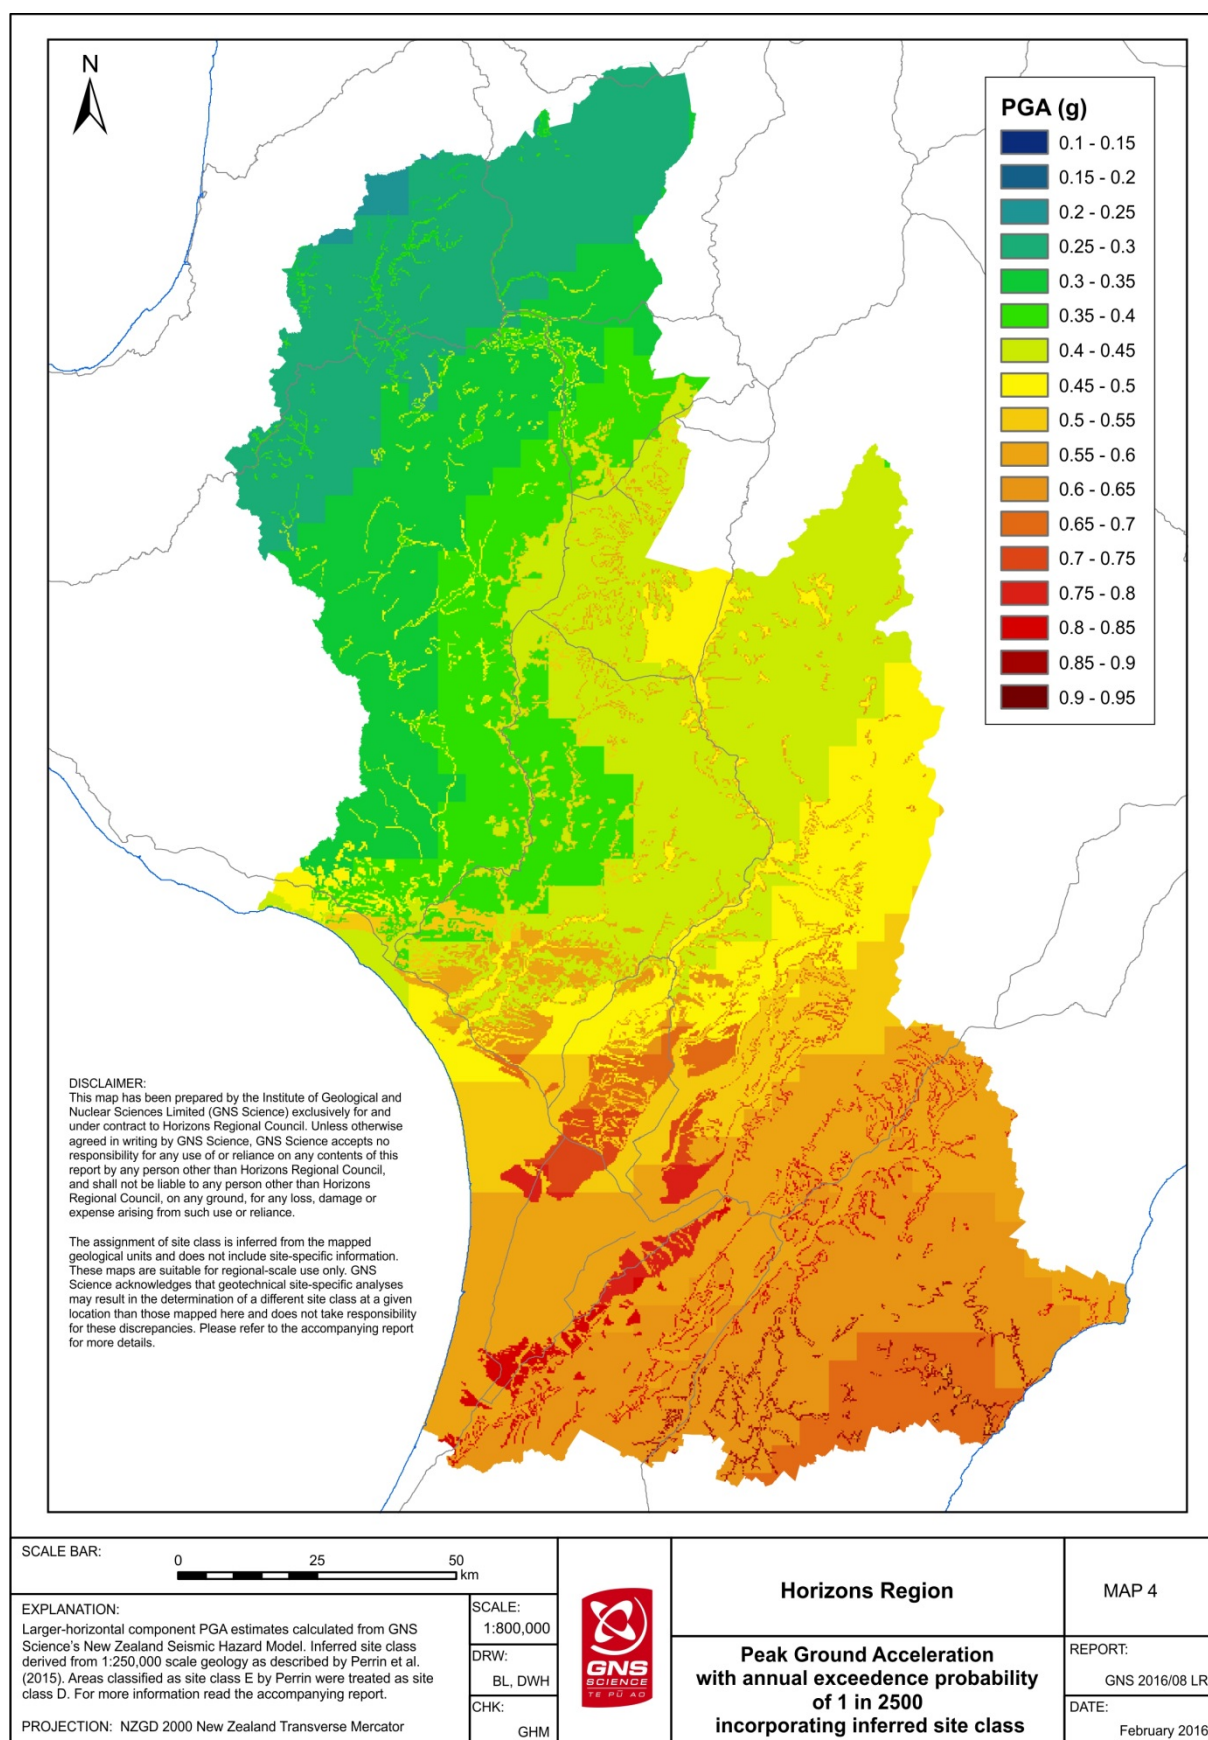 N
PGA (g)
0.1 - 0.15
0.15 - 0.2
0.2 - 0.25
0.25 - 0.3
0.3 - 0.35
0.35 - 0.4
0.4 - 0.45
0.45 - 0.5
0.5 - 0.55
0.55 - 0.6
0.6 - 0.65
0.65 - 0.7
0.7 - 0.75
0.75 - 0.8
0.8 - 0.85
0.85 - 0.9
0.9 - 0.95
DISCLAIMER:
This map has been prepared by the Institute of Geological and
Nuclear Sciences Limited (GNS Science) exclusively for and
under contract to Horizons Regional Council. Unless otherwise
agreed in writing by GNS Science, GNS Science accepts no
responsibility for any use of or reliance on any contents of this
report by any person other than Horizons Regional Council,
and shall not be liable to any person other than Horizons
Regional Council, on any ground, for any loss, damage or
expense arising from such use or reliance.
The assignment of site class is inferred from the mapped
geological units and does not include site-specific information.
These maps are suitable for regional-scale use only. GNS
Science acknowledges that geotechnical site-specific analyses
may result in the determination of a different site class at a given
location than those mapped here and does not take responsibility
for these discrepancies. Please refer to the accompanying report
for more details.
SCALE BAR:
0 25 50
km
EXPLANATION:
Larger-horizontal component PGA estimates calculated from GNS
Science's New Zealand Seismic Hazard Model. Inferred site class
derived from 1:250,000 scale geology as described by Perrin et al.
(2015). Areas classified as site class E by Perrin were treated as site
class D. For more information read the accompanying report.
PROJECTION: NZGD 2000 New Zealand Transverse Mercator
SCALE:
1:800,000
DRW:
BL, DWH
CHK:
GHM
GNS
SCIENCE
TE PŪ AO
Horizons Region
Peak Ground Acceleration
with annual exceedence probability
of 1 in 2500
incorporating inferred site class
MAP 4
REPORT:
GNS 2016/08 LR
DATE:
February 2016